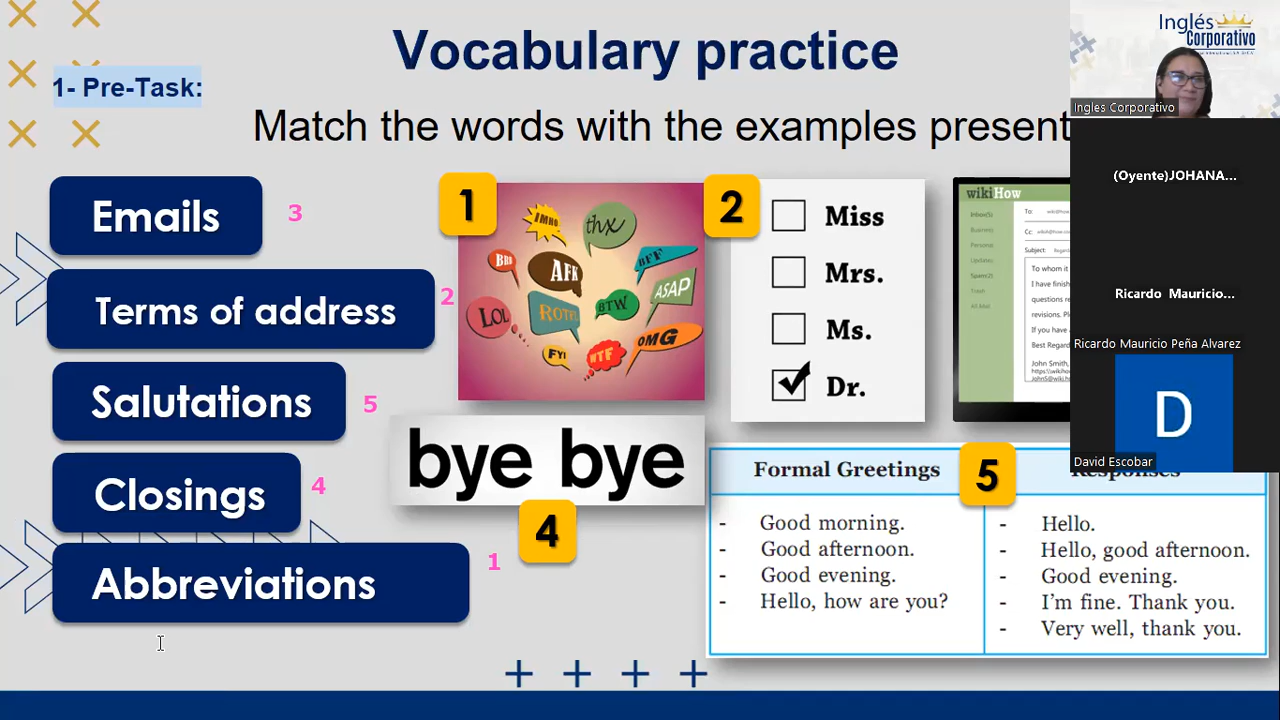 Vocabulary practice
1- Pre-Task:
Match the words with the examples present
Emails
3
Terms of address
2
Salutations
5
Closings
4
Abbreviations
1
1
IMHO
thx
BRB
AFK
BFF
ASAP
LOL
ROTFL
BTW
OMG
FYI
WTF
2
Miss
Mrs.
Ms.
Dr.
wikiHow
To:
Cc:
Subject:
To whom it
I have finish
questions re
revisions. Pl
If you have
Best Regard
John Smith,
bye bye
4
5
Formal Greetings
Responses
- Good morning.
- Good afternoon.
- Good evening.
- Hello, how are you?
- Hello.
- Hello, good afternoon.
- Good evening.
- I'm fine. Thank you.
- Very well, thank you.
Inglés
Corporativo
Ingles Corporativo
(Oyente)JOHANA...
Ricardo Mauricio...
Ricardo Mauricio Peña Alvarez
D
David Escobar